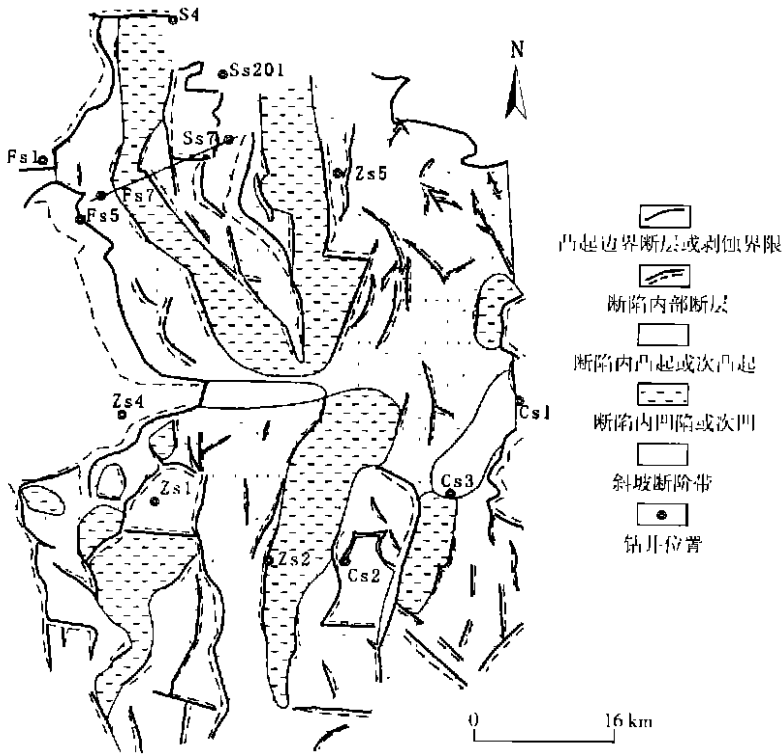 S4
N
Ss201
Ss7
Fs1
Zs5
Fs7
Fs5
凸起边界断层或剥蚀界限
断陷内部断层
断陷内凸起或次凸起
Zs4
Cs1
断陷内凹陷或次凹
Cs3
Zs1
斜坡断阶带
Zs2
Cs2
钻井位置
0 16 km